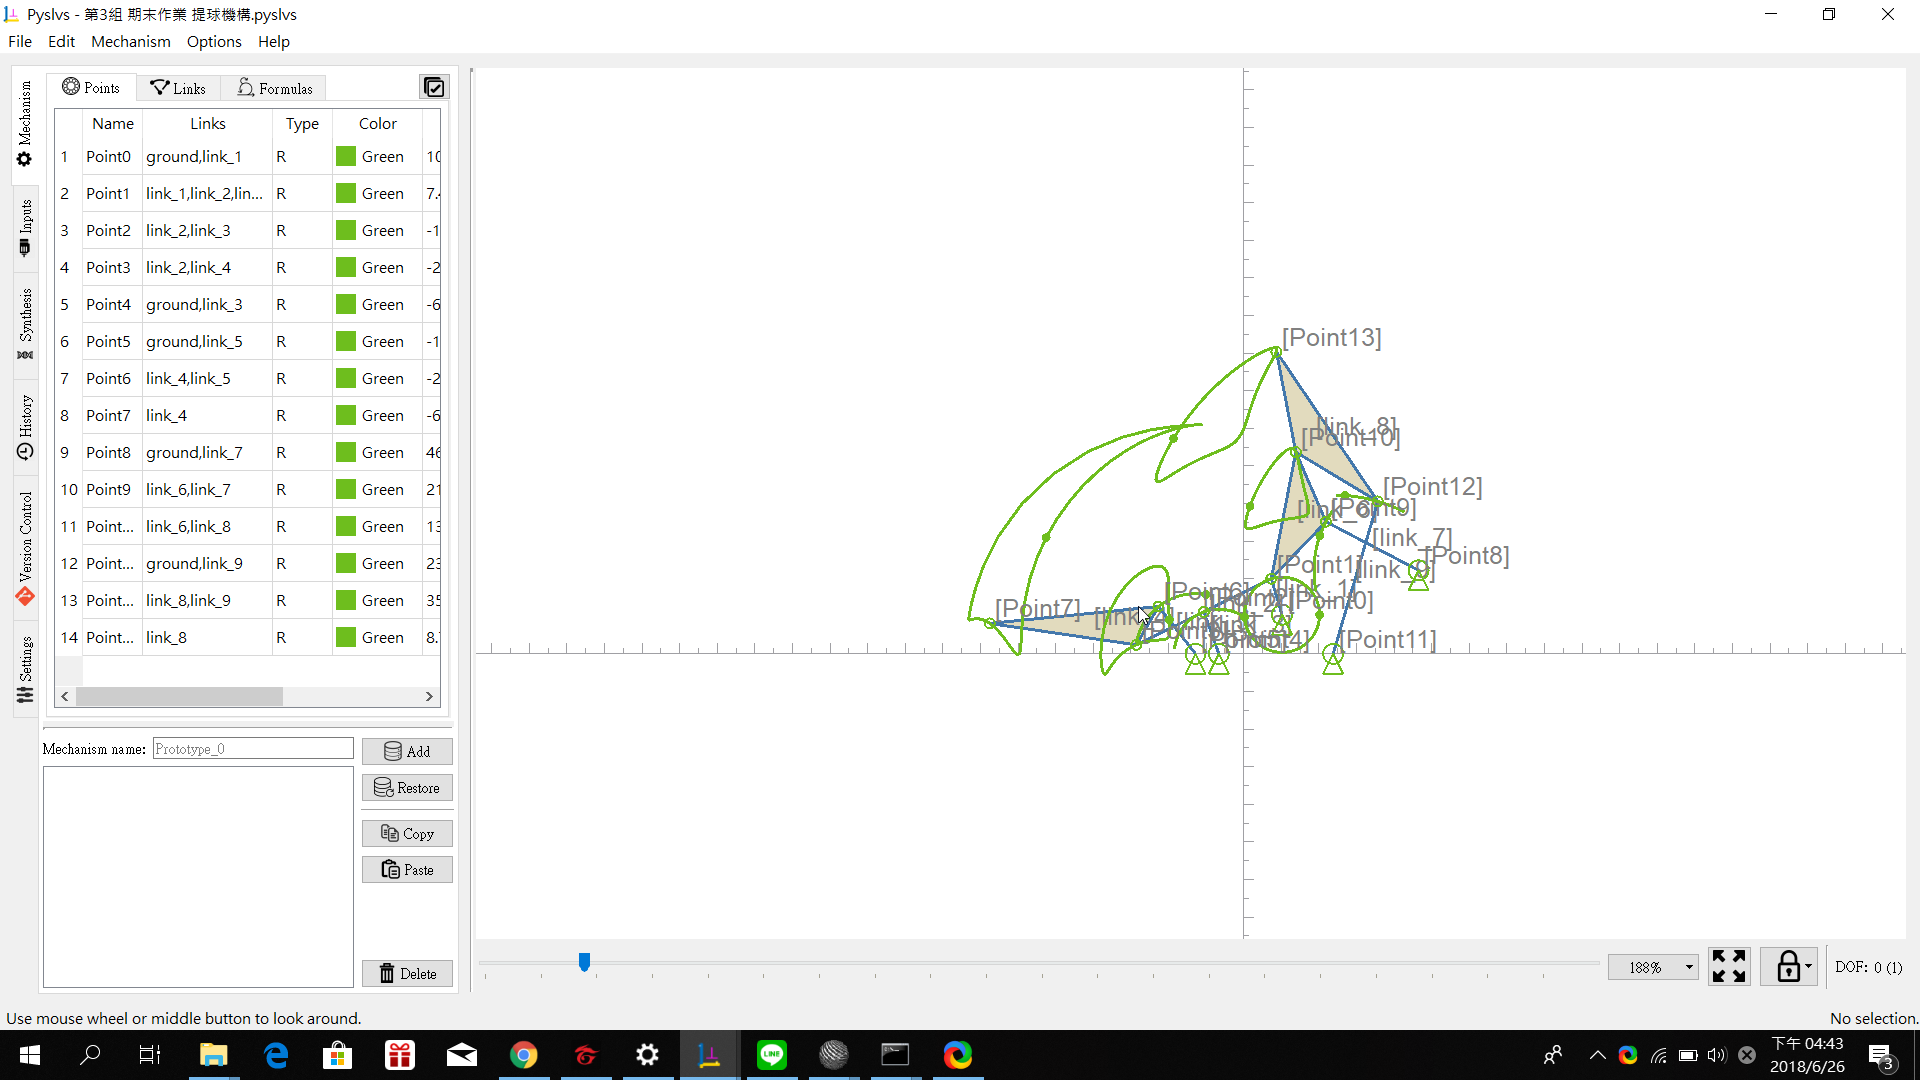 Pyslvs - 第3組 期末作業 提球機構.pyslvs
File Edit Mechanism Options Help
Mechanism
Inputs
Synthesis
History
Version Control
Settings
Points Links Formulas
Name Links Type Color
1 Point0 ground,link_1 R Green 10
2 Point1 link_1,link_2,lin... R Green 7.4
3 Point2 link_2,link_3 R Green -1
4 Point3 link_2,link_4 R Green -2
5 Point4 ground,link_3 R Green -6
6 Point5 ground,link_5 R Green -1
7 Point6 link_4,link_5 R Green -2
8 Point7 link_4 R Green -6
9 Point8 ground,link_7 R Green 46
10 Point9 link_6,link_7 R Green 21
11 Point... link_6,link_8 R Green 13
12 Point... ground,link_9 R Green 23
13 Point... link_8,link_9 R Green 35
14 Point... link_8 R Green 8.
Mechanism name: Prototype_0
Add
Restore
Copy
Paste
Delete
[Point13]
[link_8]
[Point10]
[Point12]
[link_6]
[Point9]
[link_7]
[Point8]
[Point1]
[link_9]
[Point6]
[link_1]
[Point0]
[Point7]
[Point11]
188%
DOF: 0 (1)
Use mouse wheel or middle button to look around.
No selection.
LINE
下午 04:43
2018/6/26
3